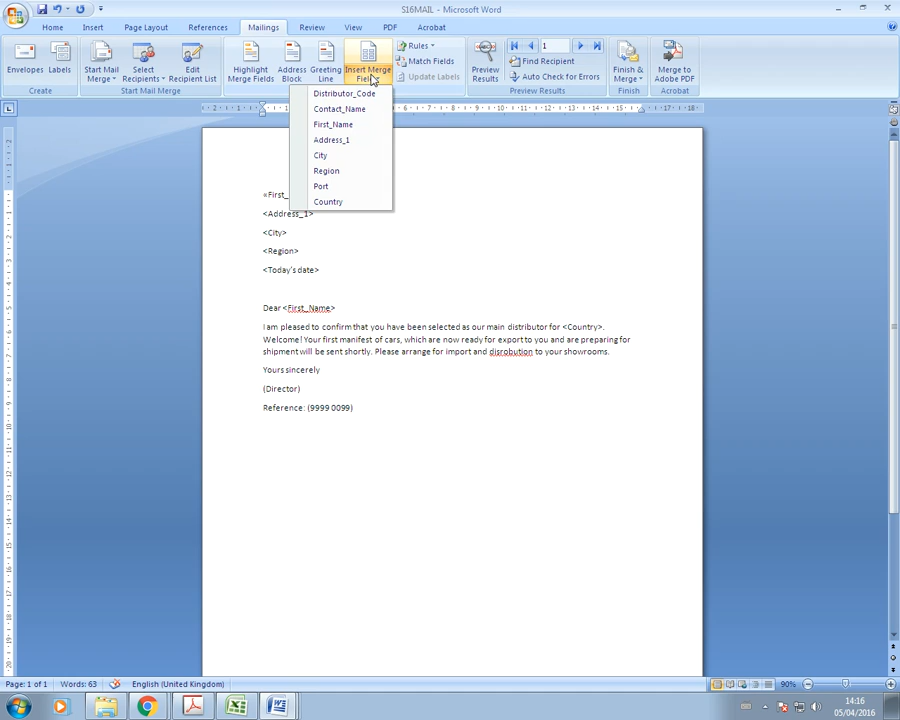 S16MAIL - Microsoft Word
Home Insert Page Layout References Mailings Review View PDF Acrobat
Envelopes Labels
Create
Start Mail Merge
Select Recipients
Edit Recipient List
Start Mail Merge
Highlight Merge Fields
Address Block
Greeting Line
Insert Merge Field
Rules
Match Fields
Update Labels
Preview Results
1
Find Recipient
Auto Check for Errors
Preview Results
Finish & Merge
Finish
Merge to Adobe PDF
Acrobat
Distributor_Code
Contact_Name
First_Name
Address_1
City
Region
Port
Country
«First_
<Address_1>
<City>
<Region>
<Today's date>
Dear <First_Name>
I am pleased to confirm that you have been selected as our main distributor for <Country>.
Welcome! Your first manifest of cars, which are now ready for export to you and are preparing for
shipment will be sent shortly. Please arrange for import and disrobution to your showrooms.
Yours sincerely
(Director)
Reference: (9999 0099)
Page: 1 of 1 Words: 63 English (United Kingdom) 90%
14:16
05/04/2016